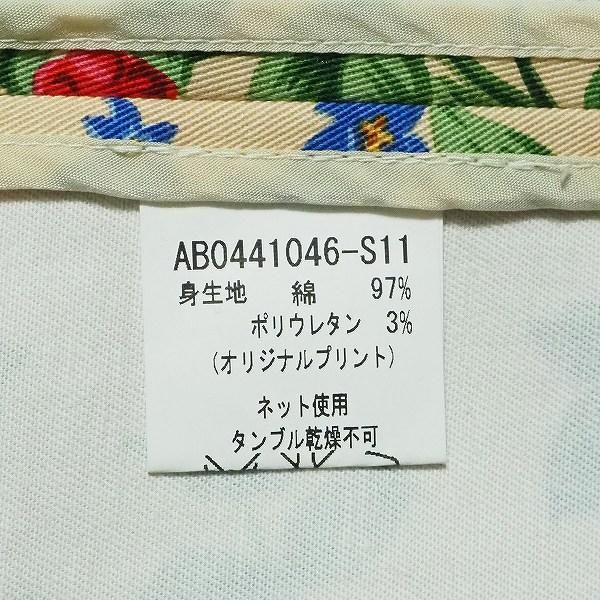 AB0441046-S11
身生地 綿 97%
ポリウレタン 3%
(オリジナルプリント)
ネット使用
タンブル乾燥不可